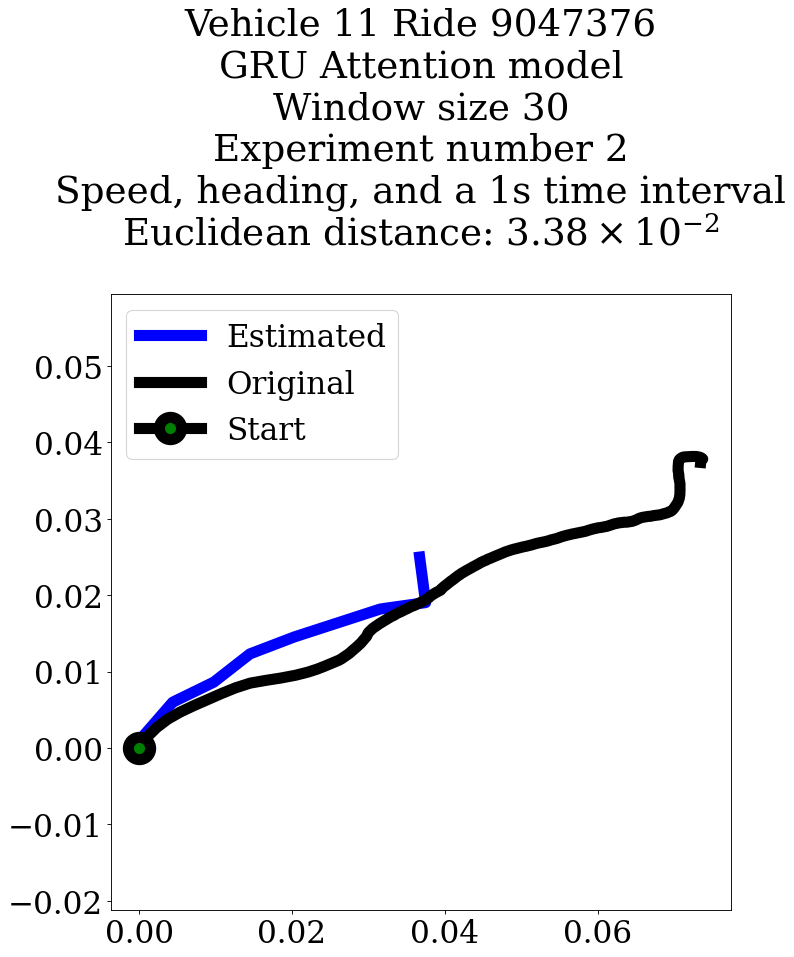 Vehicle 11 Ride 9047376
GRU Attention model
Window size 30
Experiment number 2
Speed, heading, and a 1s time interval
Euclidean distance: 3.38 × 10⁻²
Estimated
Original
Start
0.05
0.04
0.03
0.02
0.01
0.00
−0.01
−0.02
0.00 0.02 0.04 0.06